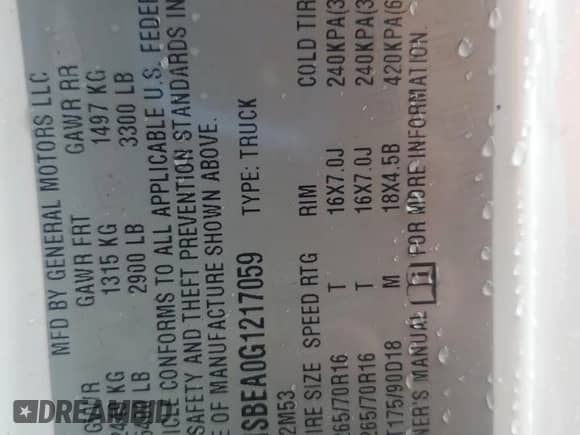 MFD BY GENERAL MOTORS LLC
GAWR FRT GAWR RR
1315 KG 1497 KG
2900 LB 3300 LB
CONFORMS TO ALL APPLICABLE U.S. FEDER
SAFETY AND THEFT PREVENTION STANDARDS IN
E OF MANUFACTURE SHOWN ABOVE.
SBEA0G1217059 TYPE: TRUCK
2M53
SIZE SPEED RTG RIM COLD TIR
265/70R16 T 16X7.0J 240KPA(3
265/70R16 T 16X7.0J 240KPA(3
T175/90D18 M 18X4.5B 420KPA(6
NER'S MANUAL FOR MORE INFORMATION.
DREAMBID